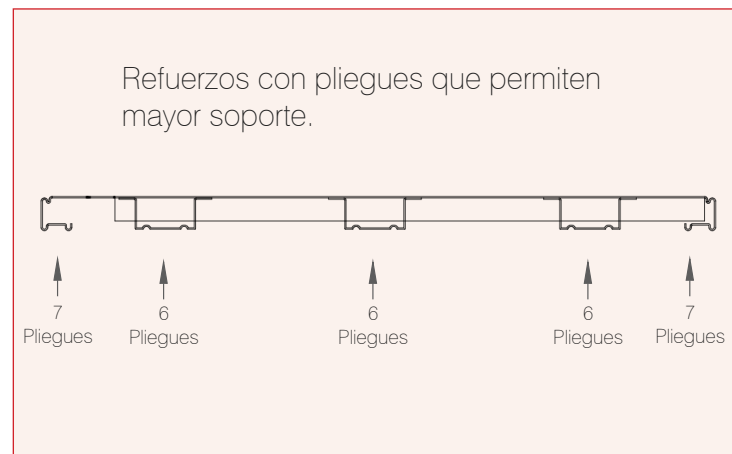 Refuerzos con pliegues que permiten
mayor soporte.
7
Pliegues
6
Pliegues
6
Pliegues
6
Pliegues
7
Pliegues